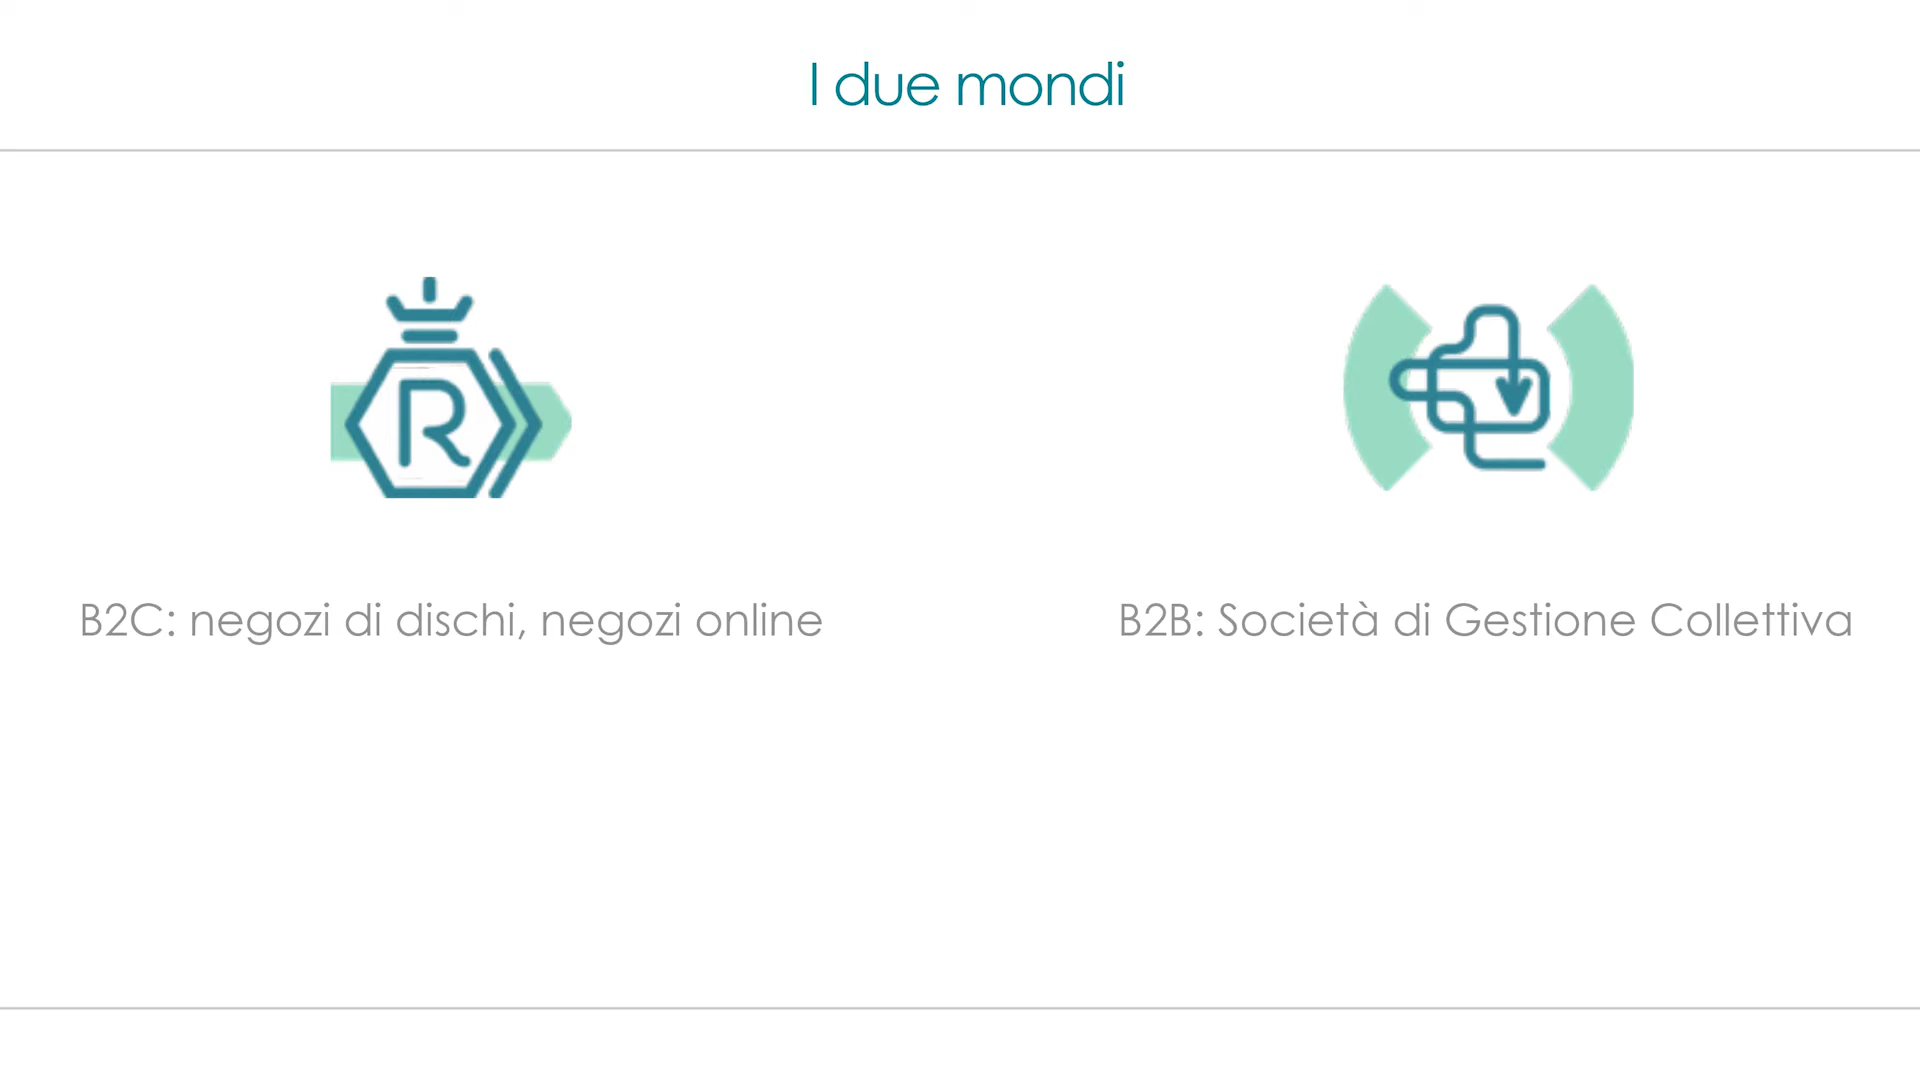 I due mondi
R
B2C: negozi di dischi, negozi online
B2B: Società di Gestione Collettiva